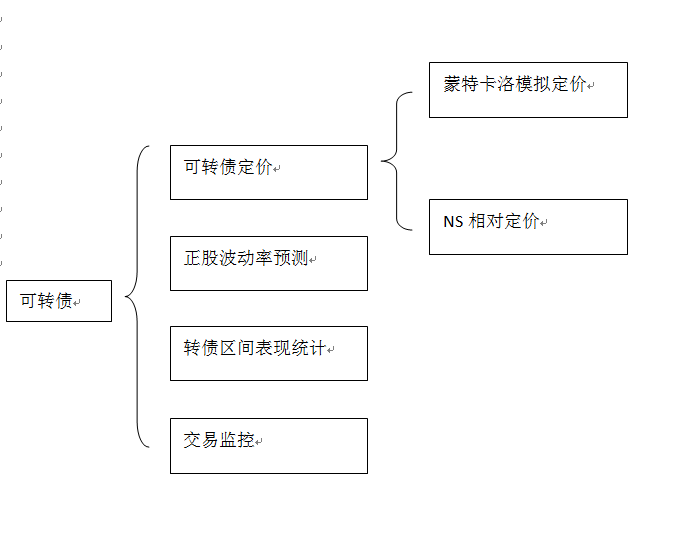 蒙特卡洛模拟定价
可转债定价
NS 相对定价
正股波动率预测
可转债
转债区间表现统计
交易监控